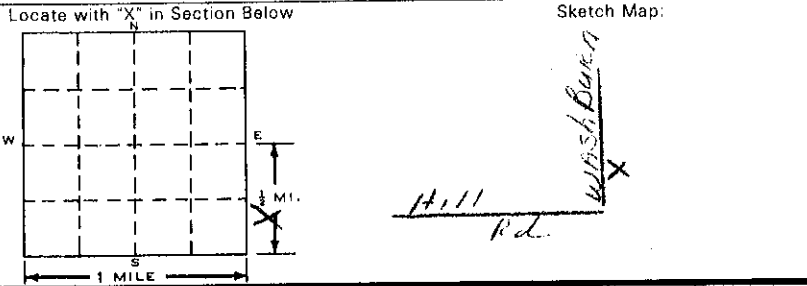 Locate with "X" in Section Below
Sketch Map:
N
W
E
½ MI.
X
S
1 MILE
WashBurn
X
Hill
Rd.